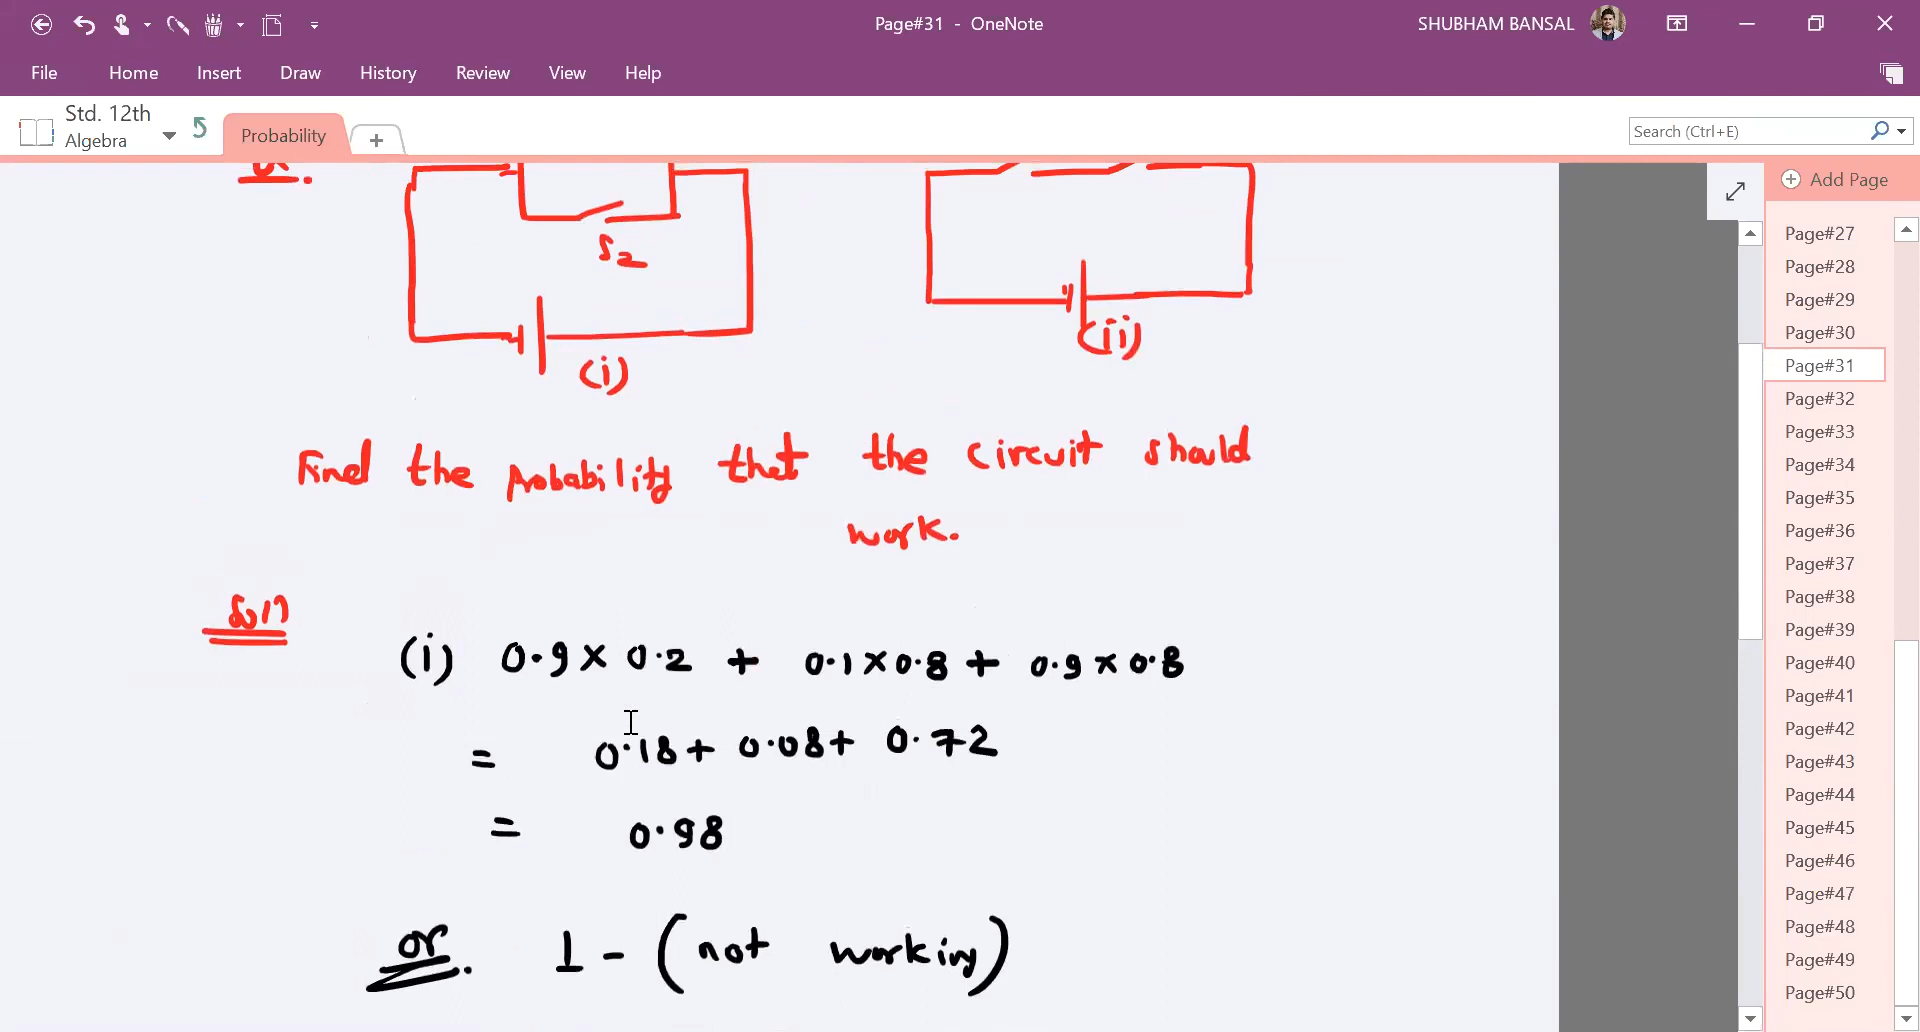 Page#31 - OneNote
SHUBHAM BANSAL
File Home Insert Draw History Review View Help
Std. 12th
Algebra
Probability
+
Search (Ctrl+E)
Add Page
Page#27
Page#28
Page#29
Page#30
Page#31
Page#32
Page#33
Page#34
Page#35
Page#36
Page#37
Page#38
Page#39
Page#40
Page#41
Page#42
Page#43
Page#44
Page#45
Page#46
Page#47
Page#48
Page#49
Page#50
S2
(i)
(ii)
Find the probability that the circuit should
work.
Soln
(i) 0.9 × 0.2 + 0.1 × 0.8 + 0.9 × 0.8
= 0.18 + 0.08 + 0.72
= 0.98
or. 1 - (not working)